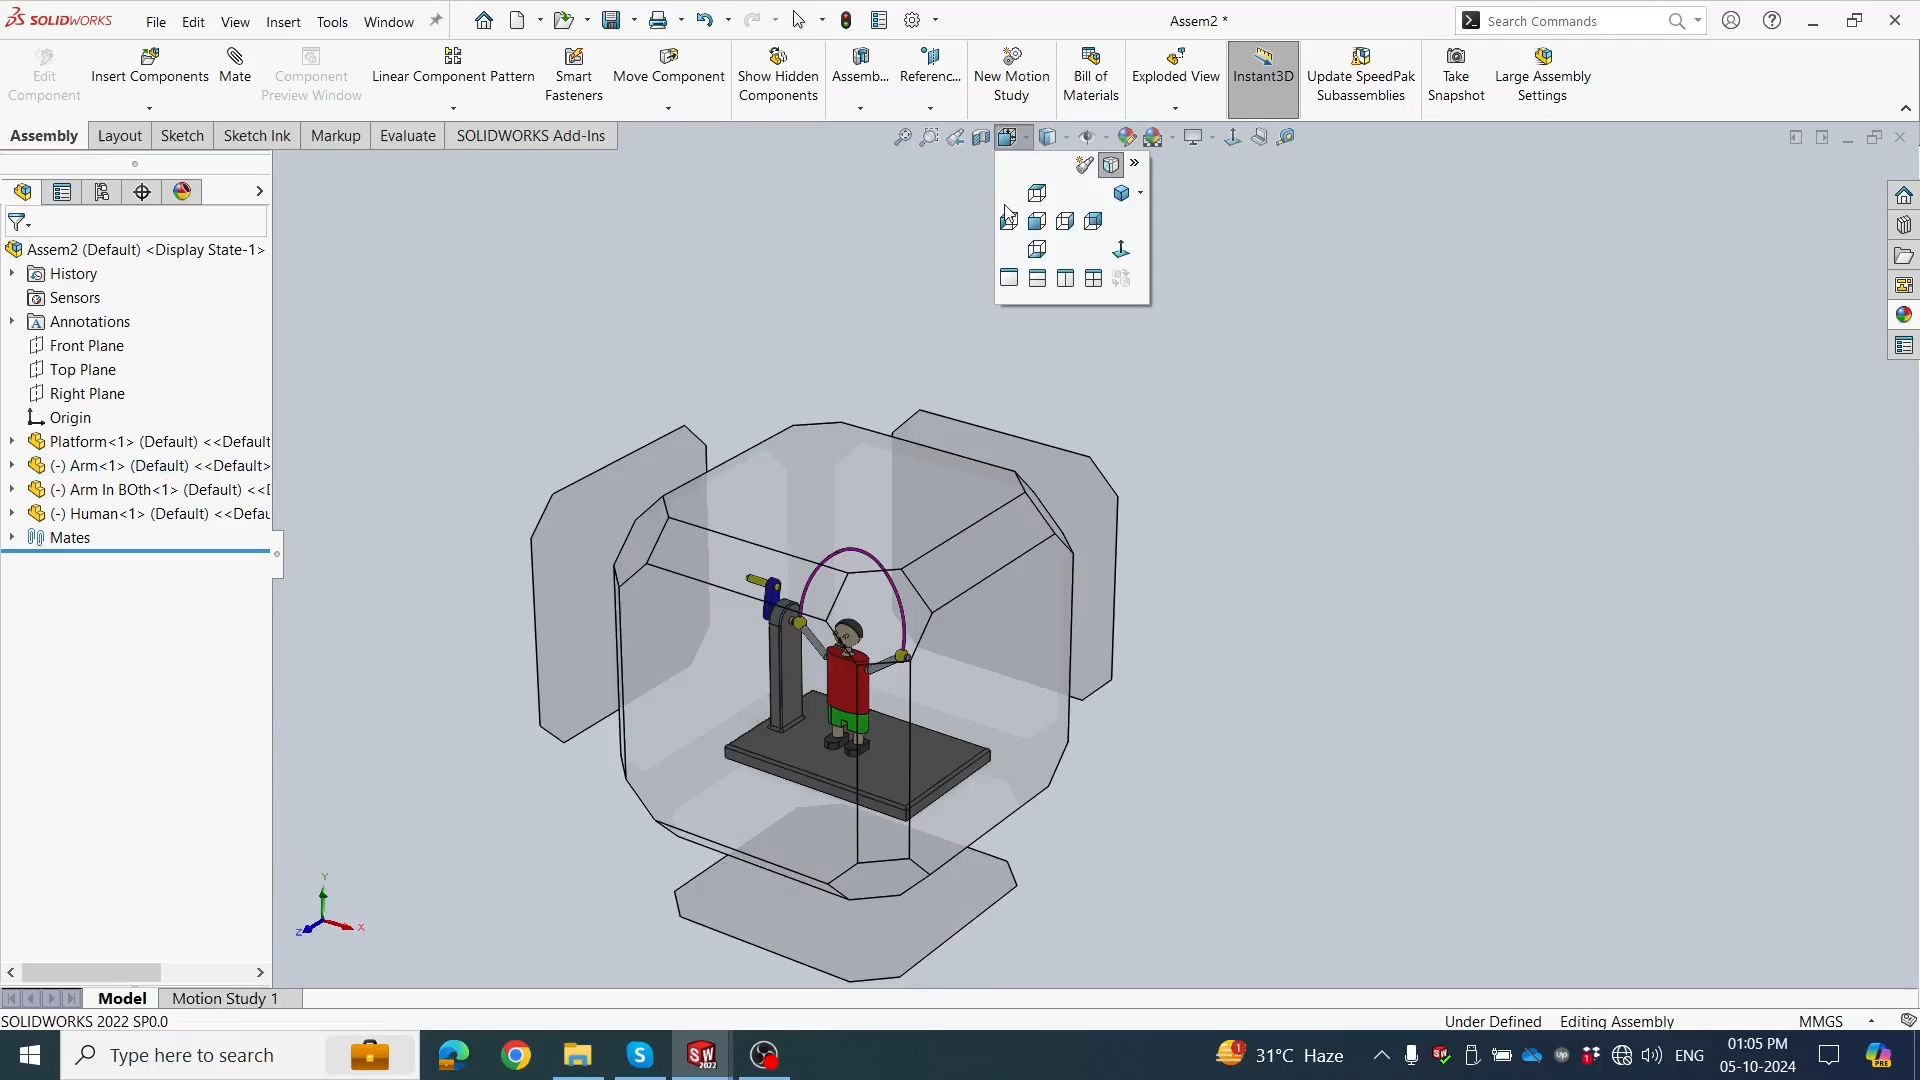 SOLIDWORKS
File
Edit
View
Insert
Tools
Window
Assem2 *
Search Commands
Edit
Component
Insert Components
Mate
Component
Preview Window
Linear Component Pattern
Smart
Fasteners
Move Component
Show Hidden
Components
Assemb...
Referenc...
New Motion
Study
Bill of
Materials
Exploded View
Instant3D
Update SpeedPak
Subassemblies
Take
Snapshot
Large Assembly
Settings
Assembly
Layout
Sketch
Sketch Ink
Markup
Evaluate
SOLIDWORKS Add-Ins
Assem2 (Default) <Display State-1>
History
Sensors
Annotations
Front Plane
Top Plane
Right Plane
Origin
Platform<1> (Default) <<Default
(-) Arm<1> (Default) <<Default>
(-) Arm In BOth<1> (Default) <<D
(-) Human<1> (Default) <<Defau
Mates
Y
X
Z
Model
Motion Study 1
SOLIDWORKS 2022 SP0.0
Under Defined
Editing Assembly
MMGS
Type here to search
SW
2022
1
31°C Haze
ENG
01:05 PM
05-10-2024
PRE